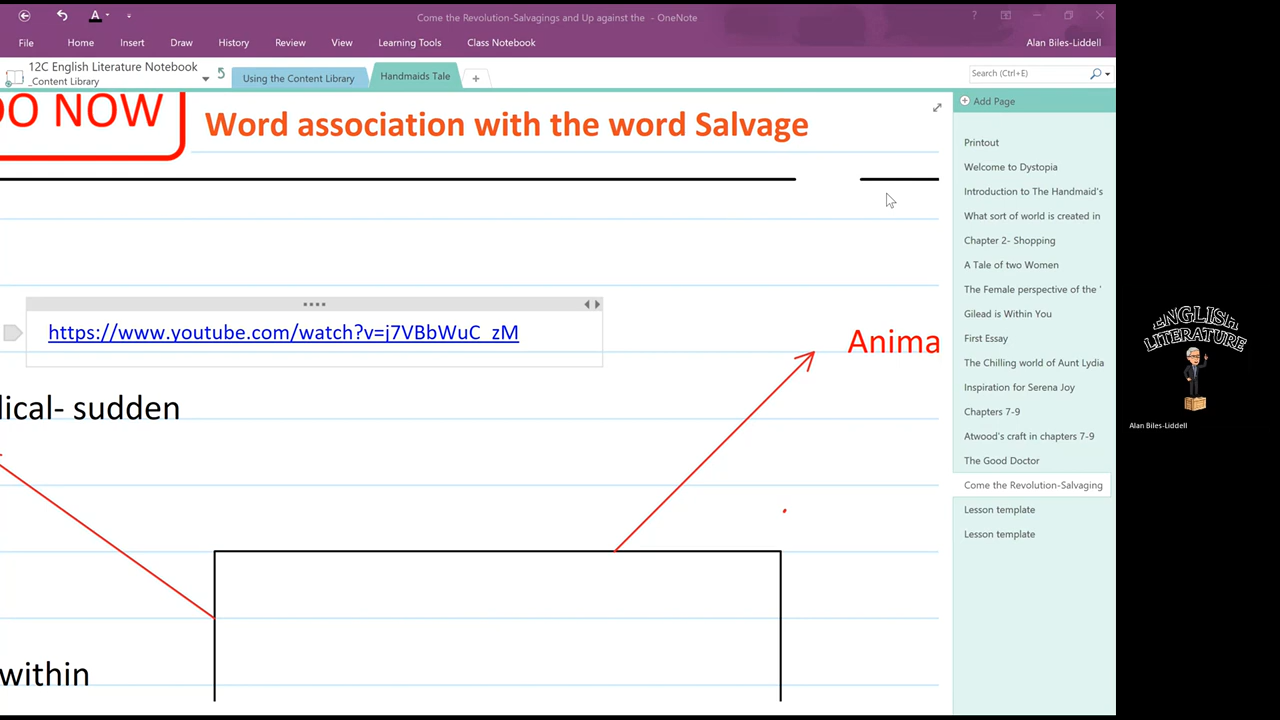 Come the Revolution-Salvagings and Up against the - OneNote
File Home Insert Draw History Review View Learning Tools Class Notebook
Alan Biles-Liddell
12C English Literature Notebook
_Content Library
Using the Content Library
Handmaids Tale
Search (Ctrl+E)
DO NOW
Word association with the word Salvage
https://www.youtube.com/watch?v=j7VBbWuC_zM
Anima
lical- sudden
within
Add Page
Printout
Welcome to Dystopia
Introduction to The Handmaid's
What sort of world is created in
Chapter 2- Shopping
A Tale of two Women
The Female perspective of the '
Gilead is Within You
First Essay
The Chilling world of Aunt Lydia
Inspiration for Serena Joy
Chapters 7-9
Atwood's craft in chapters 7-9
The Good Doctor
Come the Revolution-Salvaging
Lesson template
Lesson template
ENGLISH
LITERATURE
Alan Biles-Liddell